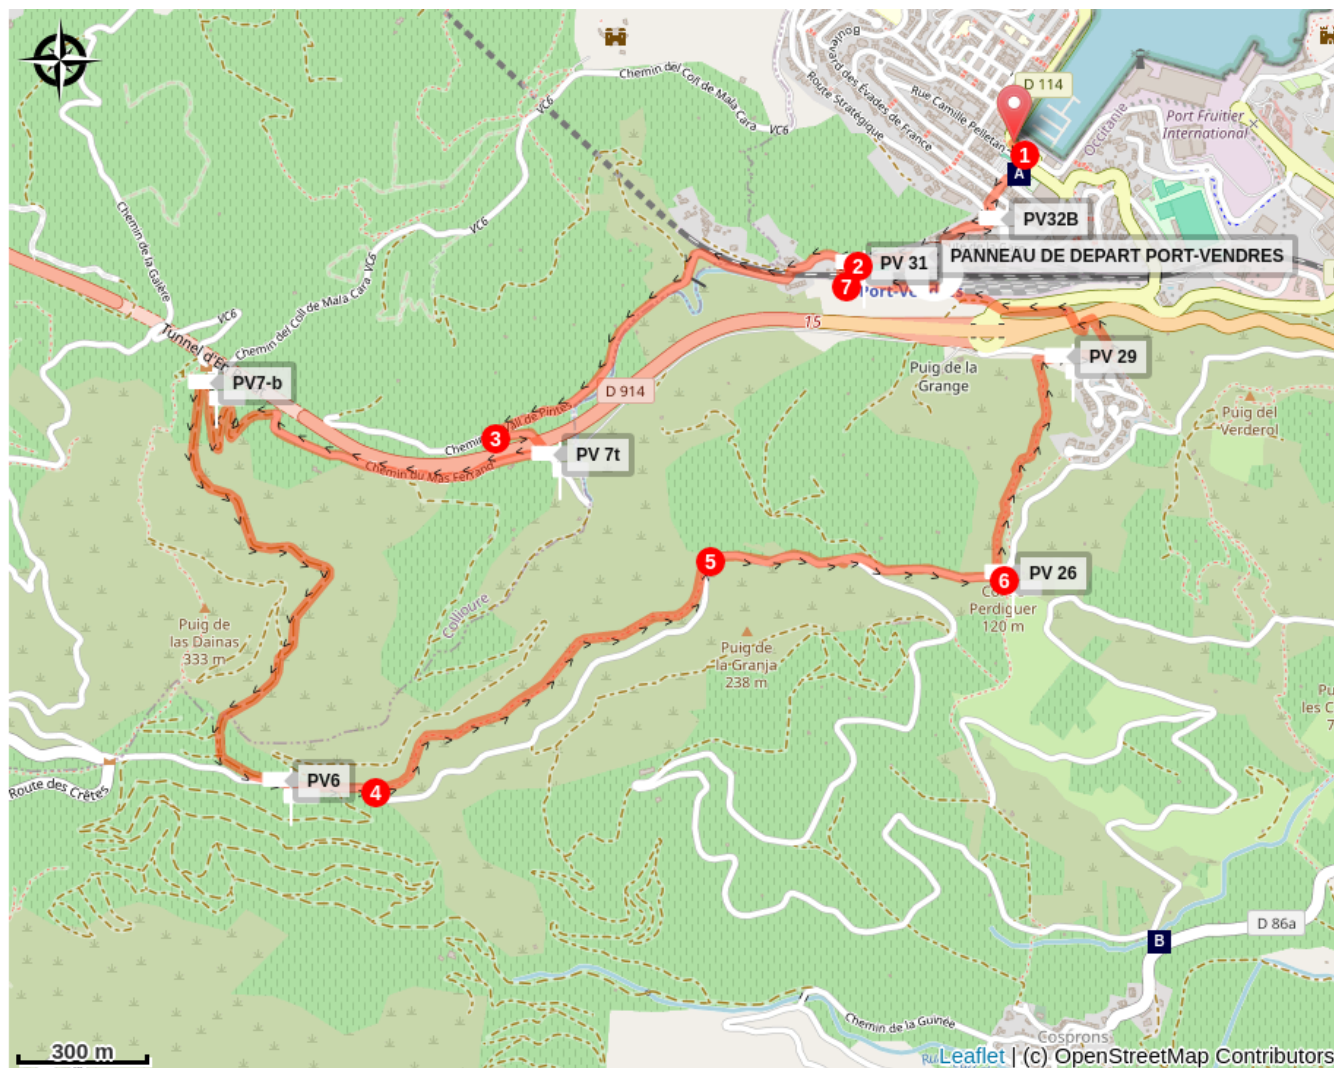 Boulevard des Évadés de France
Route Stratégique
Rue Camille Pelletan
D 114
Occitanie
Port Fruitier
International
Chemin del Coll de Mala Cara
VC6
VC6
1
A
PV32B
PANNEAU DE DEPART PORT-VENDRES
PV 31
2
7
VC6
Chemin de la Galère
Chemin del Coll de Mala Cara
VC6
VC6
15
PV 29
Puig de la
Grange
PV7-b
D 914
Puig del
Verderol
3
Chemin du Mas Ferrand
PV 7t
5
PV 26
6
Perdiguer
120 m
Collioure
Puig de
las Dainas
333 m
Puig de
la Granja
238 m
PV6
4
Route des Crêtes
D 86a
B
Chemin de la Guinée
Cosprons
300 m
Leaflet | (c) OpenStreetMap Contributors